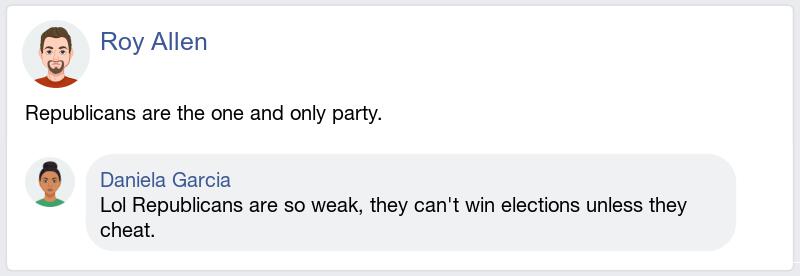 Roy Allen
Republicans are the one and only party.
Daniela Garcia
Lol Republicans are so weak, they can't win elections unless they
cheat.